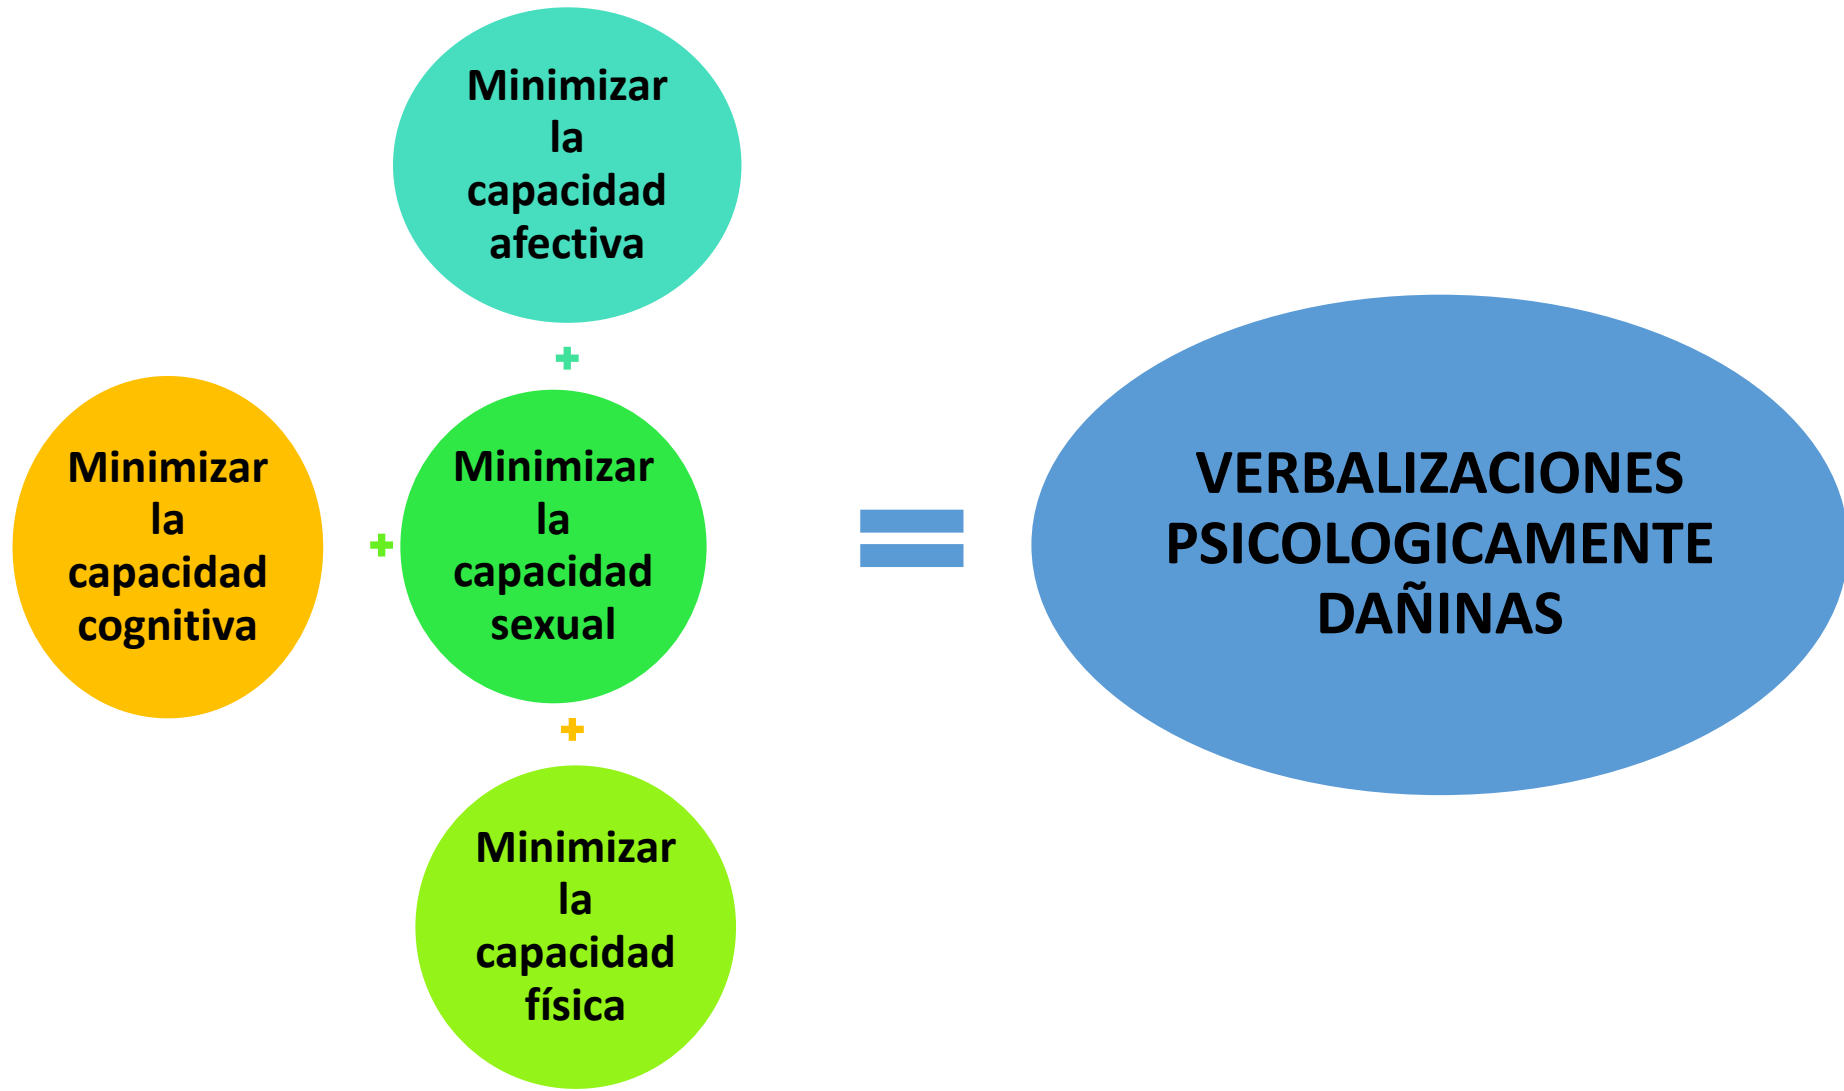 Minimizar
la
capacidad
afectiva
+
Minimizar
la
capacidad
cognitiva
+
Minimizar
la
capacidad
sexual
+
Minimizar
la
capacidad
física
=
VERBALIZACIONES
PSICOLOGICAMENTE
DAÑINAS